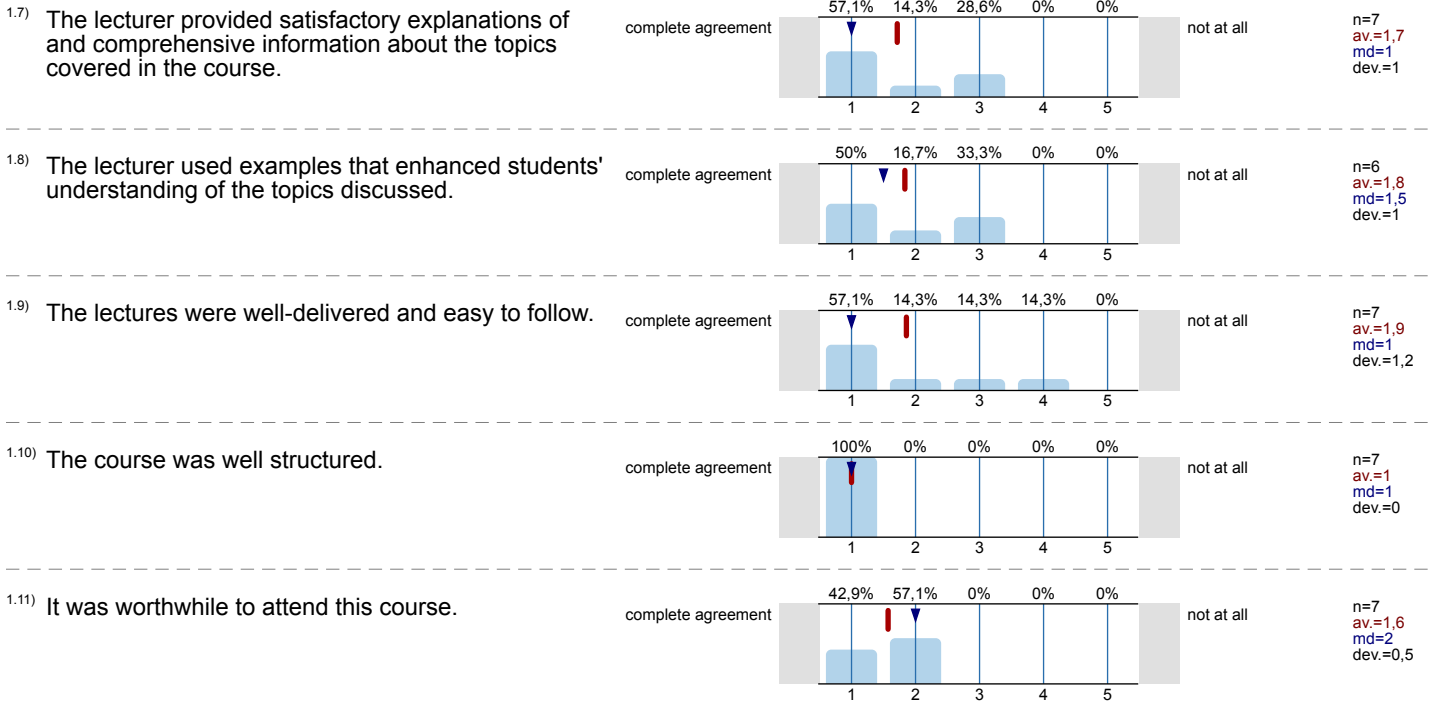 1.7) The lecturer provided satisfactory explanations of
and comprehensive information about the topics
covered in the course.
complete agreement
57,1% 14,3% 28,6% 0% 0%
1 2 3 4 5
not at all
n=7
av.=1,7
md=1
dev.=1
1.8) The lecturer used examples that enhanced students'
understanding of the topics discussed.
complete agreement
50% 16,7% 33,3% 0% 0%
1 2 3 4 5
not at all
n=6
av.=1,8
md=1,5
dev.=1
1.9) The lectures were well-delivered and easy to follow.
complete agreement
57,1% 14,3% 14,3% 14,3% 0%
1 2 3 4 5
not at all
n=7
av.=1,9
md=1
dev.=1,2
1.10) The course was well structured.
complete agreement
100% 0% 0% 0% 0%
1 2 3 4 5
not at all
n=7
av.=1
md=1
dev.=0
1.11) It was worthwhile to attend this course.
complete agreement
42,9% 57,1% 0% 0% 0%
1 2 3 4 5
not at all
n=7
av.=1,6
md=2
dev.=0,5